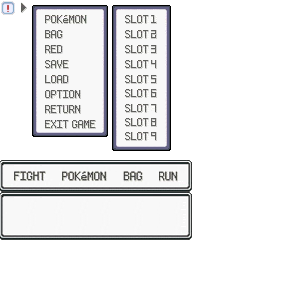 POKéMON
BAG
RED
SAVE
LOAD
OPTION
RETURN
EXIT GAME
SLOT 1
SLOT 2
SLOT 3
SLOT 4
SLOT 5
SLOT 6
SLOT 7
SLOT 8
SLOT 9
FIGHT POKéMON BAG RUN